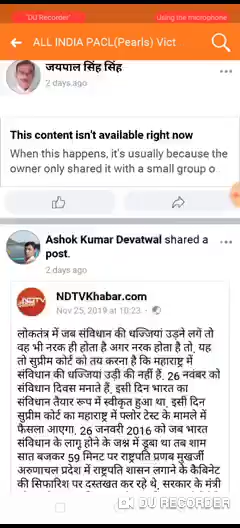 "DU Recorder" Using the microphone
ALL INDIA PACL(Pearls) Vict
जयपाल सिंह सिंह
2 days ago
This content isn't available right now
When this happens, it's usually because the
owner only shared it with a small group o
Ashok Kumar Devatwal shared a
post.
2 days ago
NDTV
NDTVKhabar.com
Nov 25, 2019 at 10:23
लोकतंत्र में जब संविधान की धज्जियां उड़ने लगें तो
वह भी नरक ही होता है अगर नरक होता है तो, यह
तो सुप्रीम कोर्ट को तय करना है कि महाराष्ट्र में
संविधान की धज्जियां उड़ी की नहीं हैं. 26 नवंबर को
संविधान दिवस मनाते हैं, इसी दिन भारत का
संविधान तैयार रूप में स्वीकृत हुआ था, इसी दिन
सुप्रीम कोर्ट का महाराष्ट्र में फ्लोर टेस्ट के मामले में
फैसला आएगा. 26 जनवरी 2016 को जब भारत
संविधान के लागू होने के जश्न में डूबा था तब शाम
सात बजकर 59 मिनट पर राष्ट्रपति प्रणब मुखर्जी
अरुणाचल प्रदेश में राष्ट्रपति शासन लगाने के कैबिनेट
की सिफारिश पर दस्तखत कर रहे थे, सरकार के मंत्री
DU RECORDER